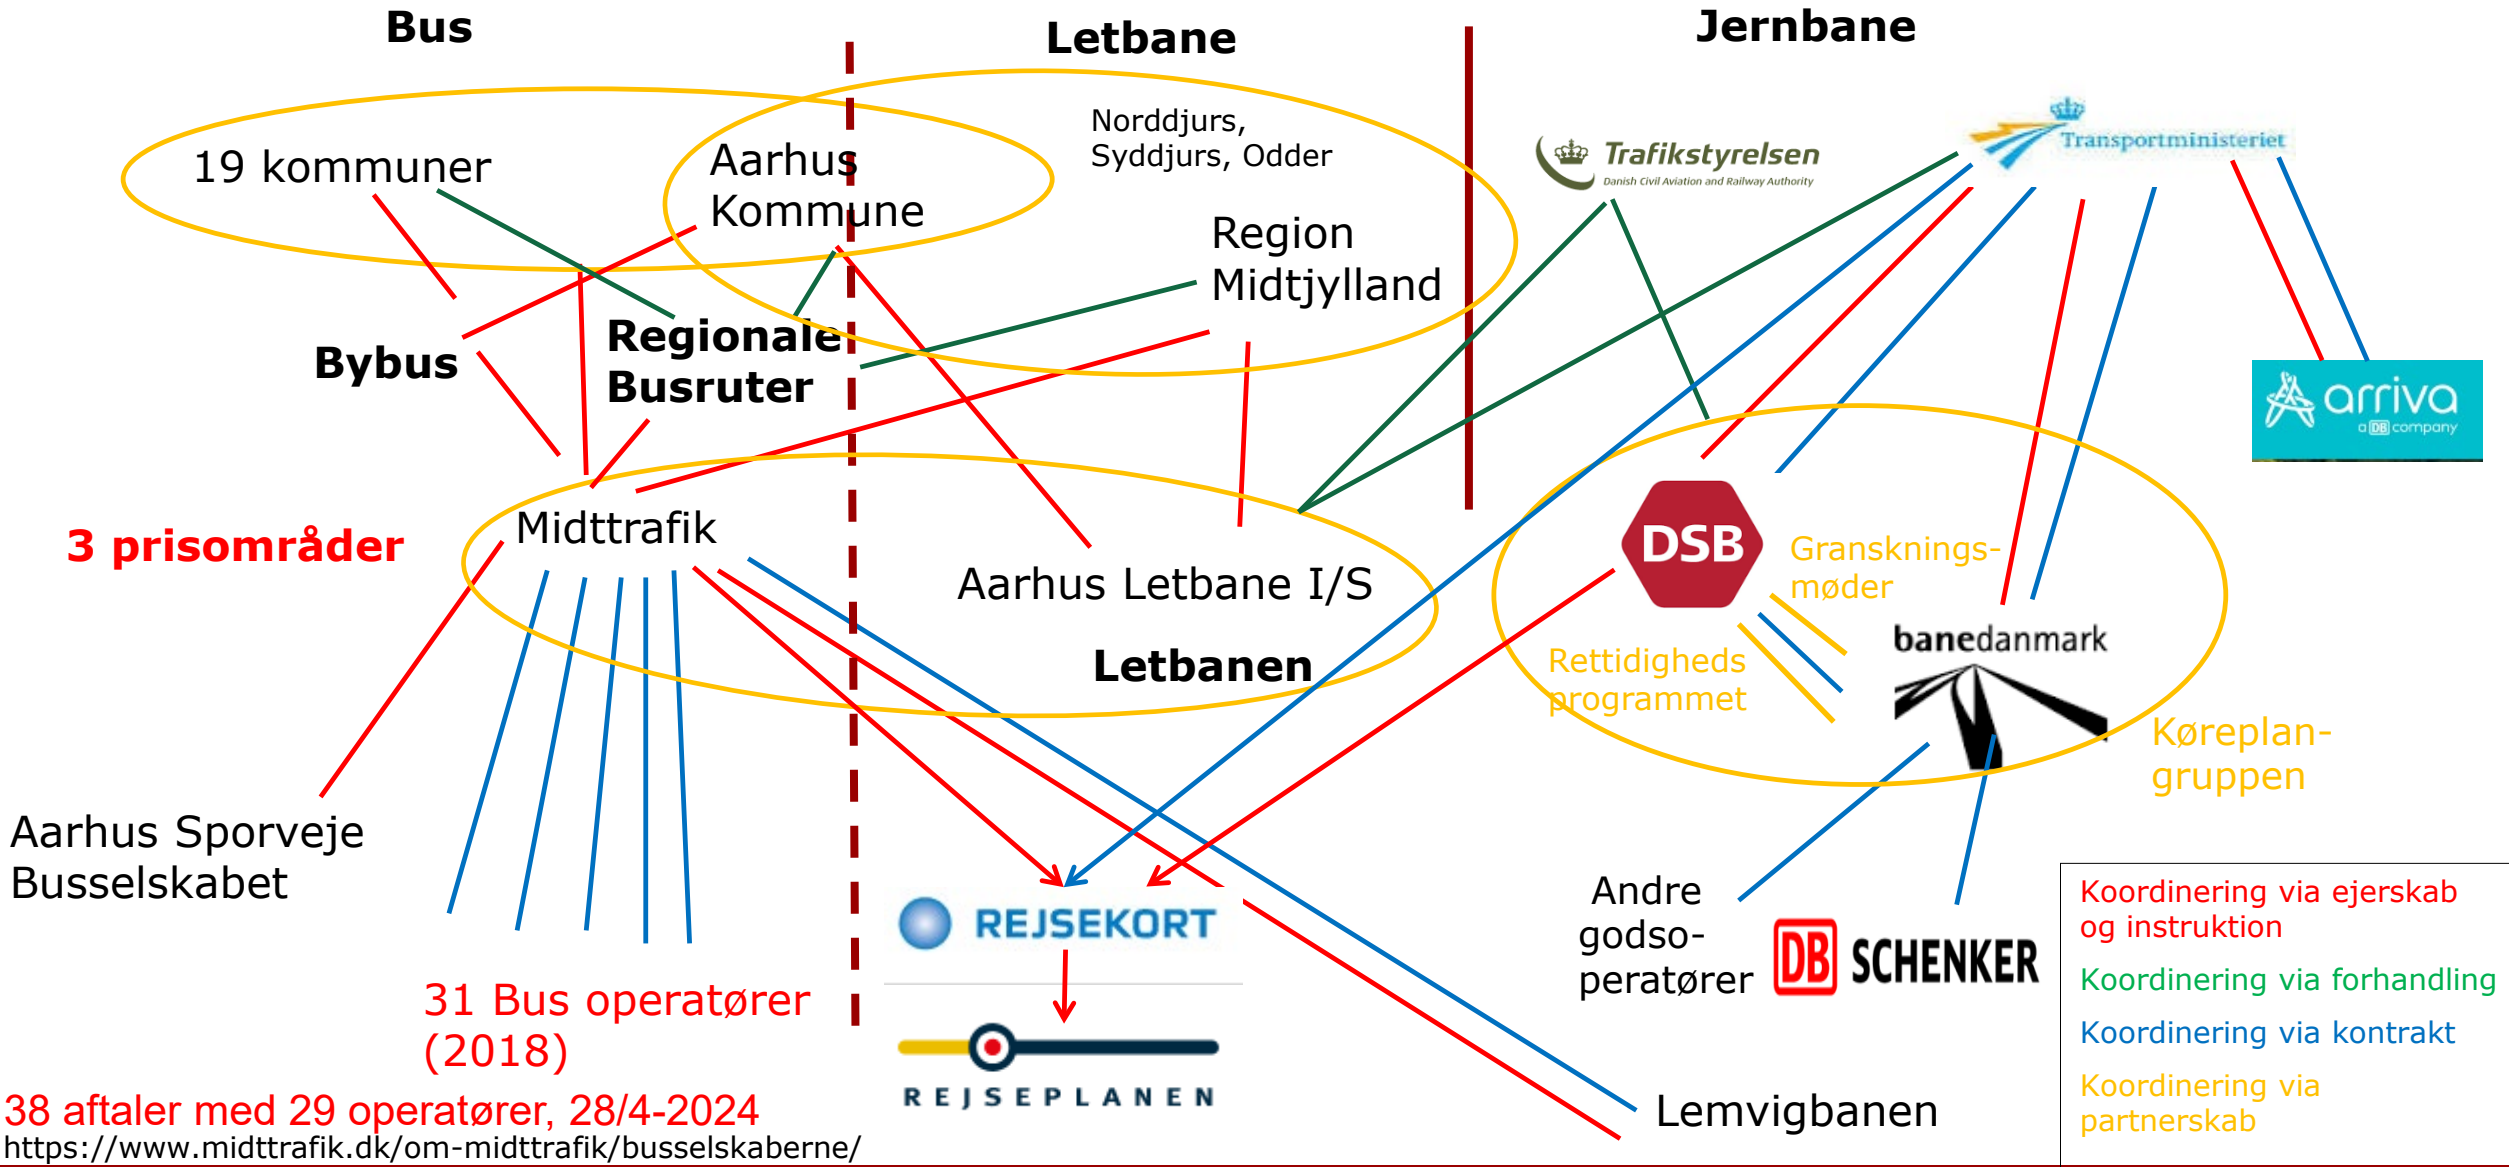 Bus
Letbane
Jernbane
19 kommuner
Aarhus
Kommune
Norddjurs,
Syddjurs, Odder
Region
Midtjylland
Trafikstyrelsen
Danish Civil Aviation and Railway Authority
Transportministeriet
Bybus
Regionale
Busruter
arriva
a DB company
3 prisområder
Midttrafik
Aarhus Letbane I/S
Letbanen
DSB
Gransknings-
møder
Rettidigheds
programmet
banedanmark
Køreplan-
gruppen
Aarhus Sporveje
Busselskabet
REJSEKORT
REJSEPLANEN
Andre
godso-
peratører
DB SCHENKER
31 Bus operatører
(2018)
38 aftaler med 29 operatører, 28/4-2024
https://www.midttrafik.dk/om-midttrafik/busselskaberne/
Lemvigbanen
Koordinering via ejerskab
og instruktion
Koordinering via forhandling
Koordinering via kontrakt
Koordinering via
partnerskab